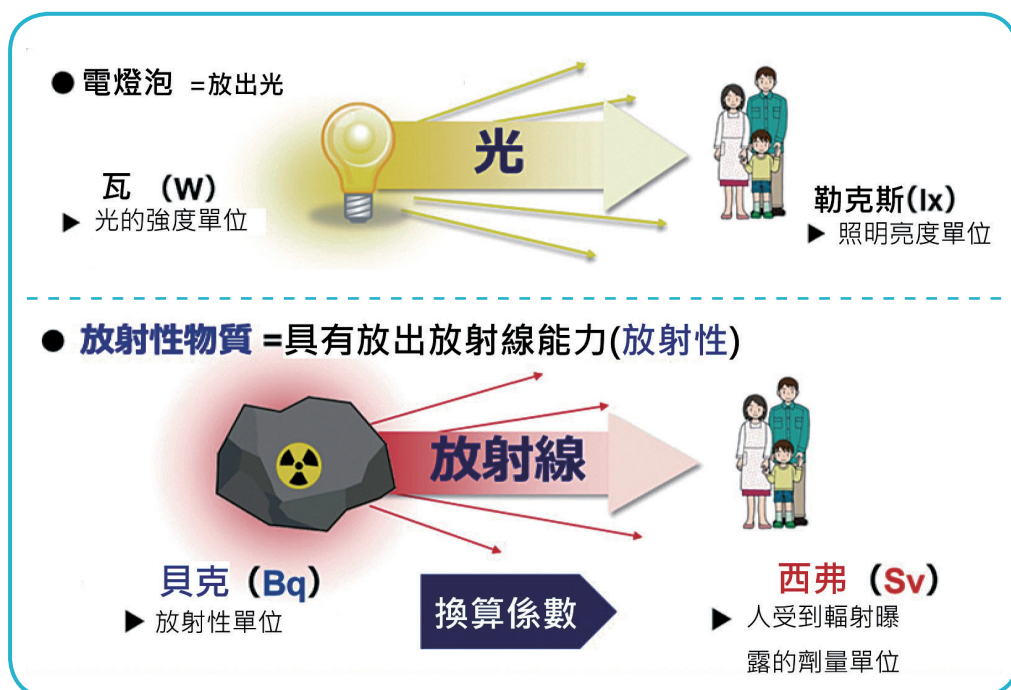 ● 電燈泡 =放出光
光
瓦 (W)
▶ 光的強度單位
勒克斯(lx)
▶ 照明亮度單位
● 放射性物質 =具有放出放射線能力(放射性)
放射線
貝克 (Bq)
▶ 放射性單位
換算係數
西弗 (Sv)
▶ 人受到輻射曝
露的劑量單位